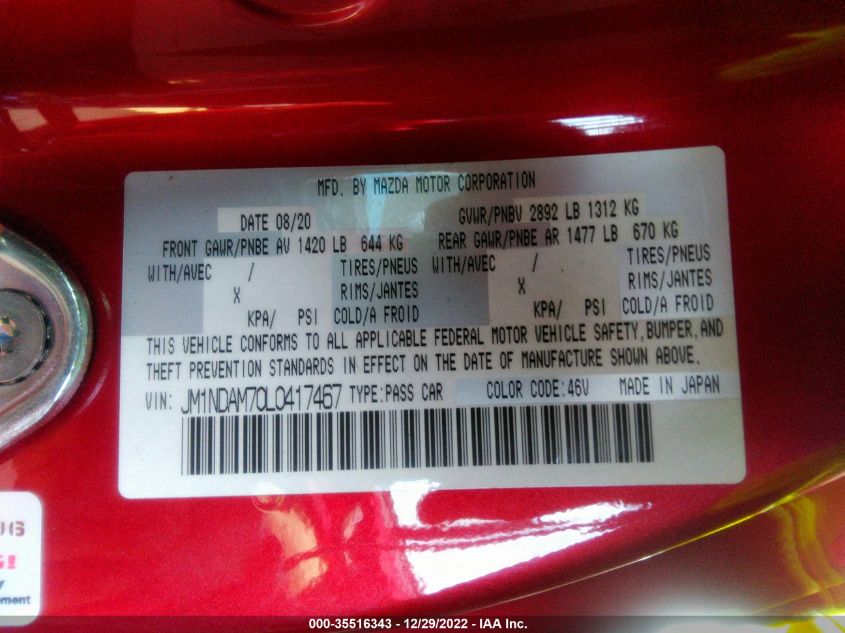 MFD. BY MAZDA MOTOR CORPORATION
DATE 08/20 GVWR/PNBV 2892 LB 1312 KG
FRONT GAWR/PNBE AV 1420 LB 644 KG REAR GAWR/PNBE AR 1477 LB 670 KG
WITH/AVEC / TIRES/PNEUS WITH/AVEC / TIRES/PNEUS
X RIMS/JANTES X RIMS/JANTES
KPA/ PSI COLD/A FROID KPA/ PSI COLD/A FROID
THIS VEHICLE CONFORMS TO ALL APPLICABLE FEDERAL MOTOR VEHICLE SAFETY, BUMPER, AND
THEFT PREVENTION STANDARDS IN EFFECT ON THE DATE OF MANUFACTURE SHOWN ABOVE.
VIN: JM1NDAM70L0417467 TYPE: PASS CAR COLOR CODE: 46V MADE IN JAPAN
000-35516343 - 12/29/2022 - IAA Inc.